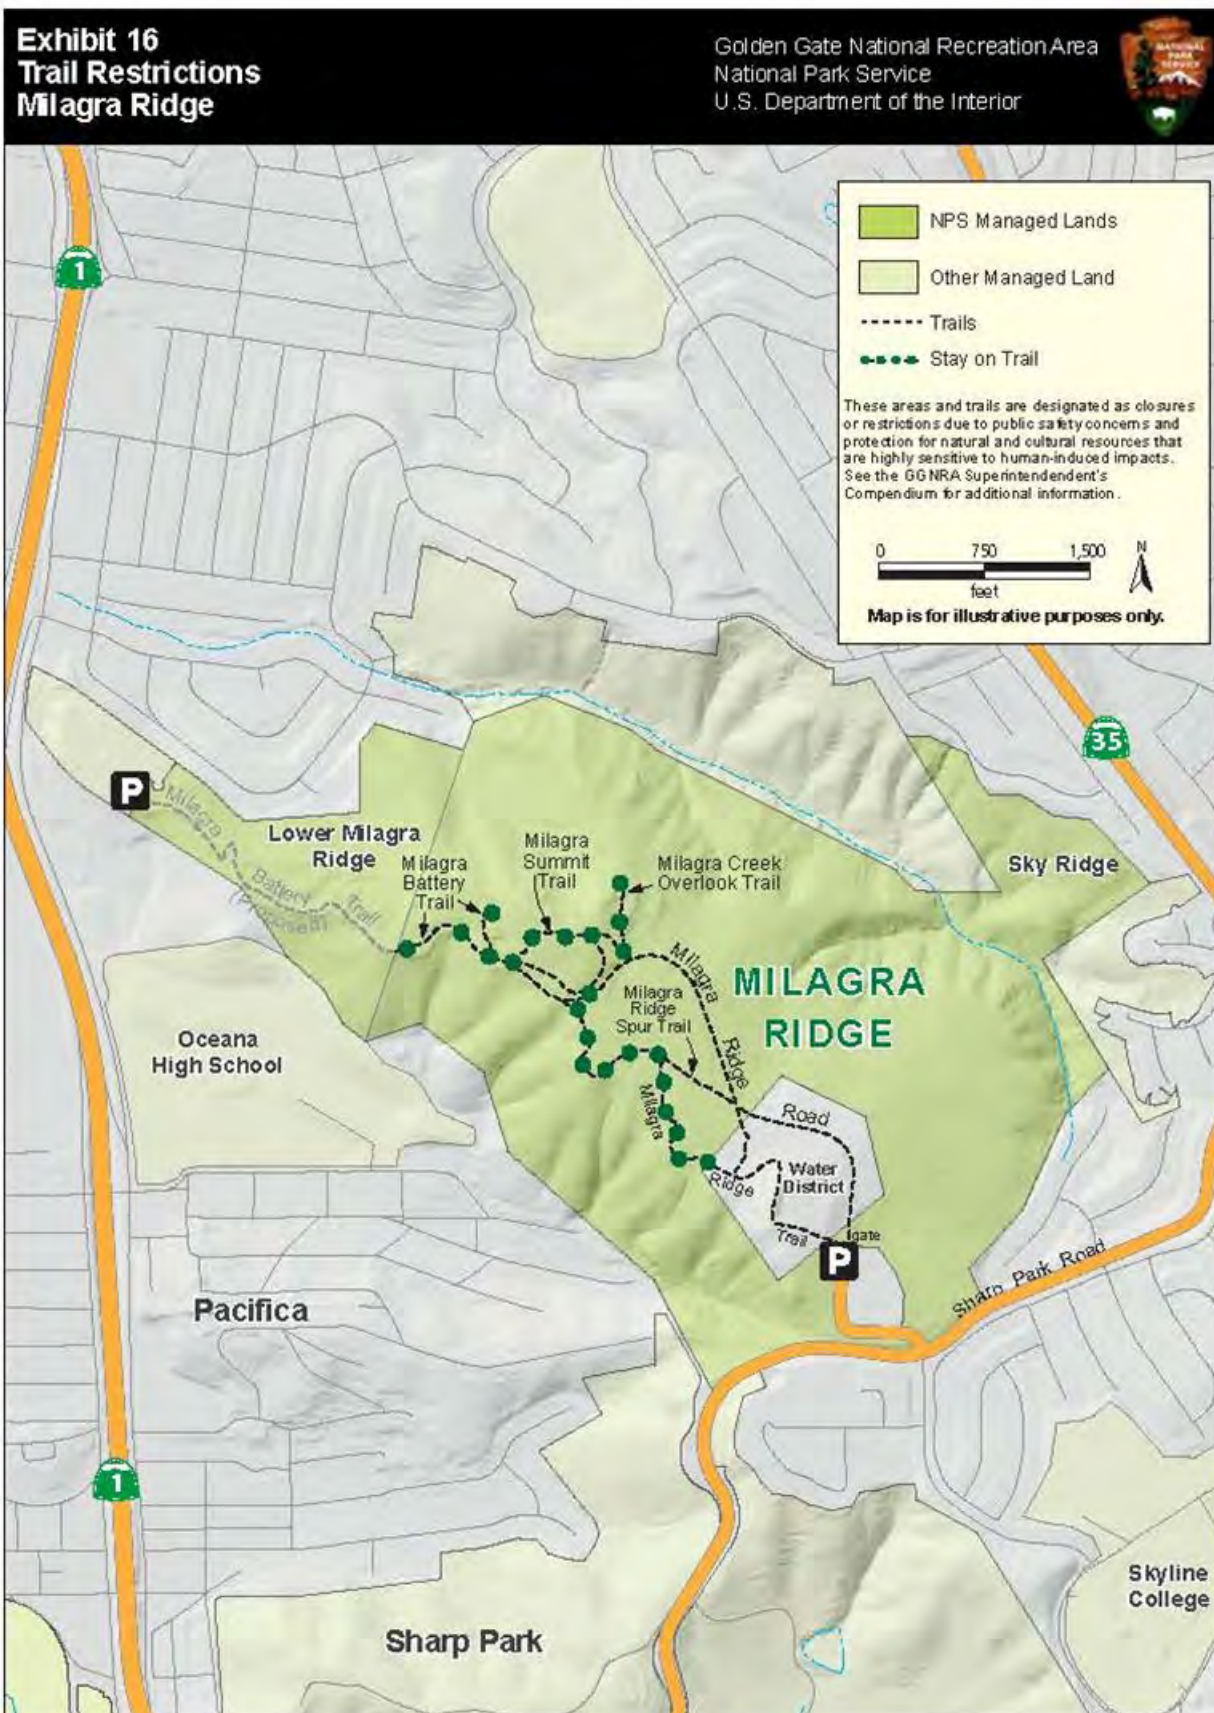 Exhibit 16
Trail Restrictions
Milagra Ridge
Golden Gate National Recreation Area
National Park Service
U.S. Department of the Interior
NATIONAL
PARK
SERVICE
NPS Managed Lands
Other Managed Land
Trails
Stay on Trail
These areas and trails are designated as closures
or restrictions due to public safety concerns and
protection for natural and cultural resources that
are highly sensitive to human-induced impacts.
See the GGNRA Superintendendent's
Compendium for additional information.
0 750 1,500
feet
N
Map is for illustrative purposes only.
1
35
P
Milagra
Battery
Trail
(Proposed)
Lower Milagra
Ridge
Milagra
Battery
Trail
Milagra
Summit
Trail
Milagra Creek
Overlook Trail
Sky Ridge
Milagra
Ridge
Road
MILAGRA
RIDGE
Milagra
Ridge
Spur Trail
Oceana
High School
Milagra
Ridge
Trail
Water
District
gate
P
Sharp Park Road
Pacifica
1
Skyline
College
Sharp Park